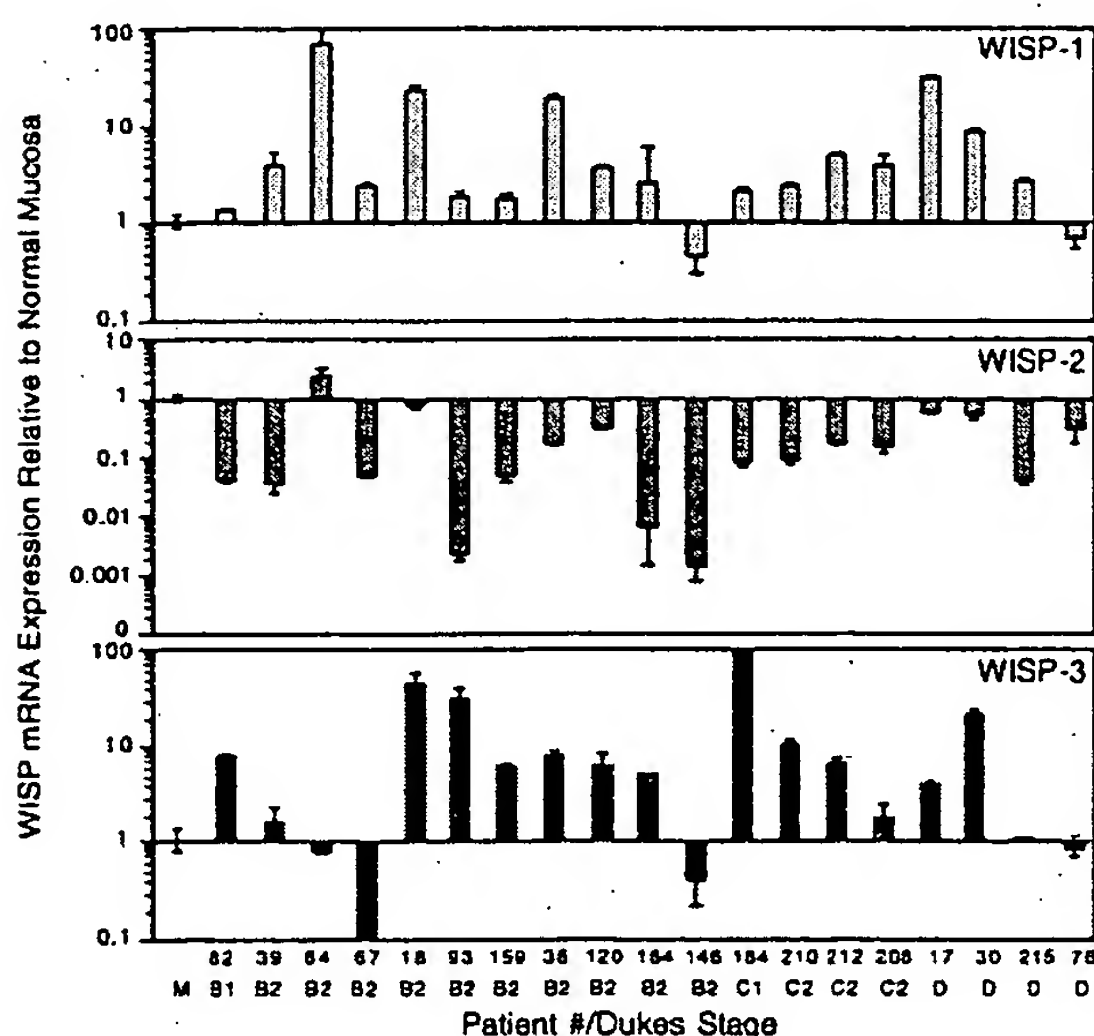 WISP mRNA Expression Relative to Normal Mucosa
100
10
1
0.1
WISP-1
10
1
0.1
0.01
0.001
0
WISP-2
100
10
1
0.1
WISP-3
82 39 64 67 18 93 159 36 120 164 146 184 210 212 208 17 30 215 78
M B1 B2 B2 B2 B2 B2 B2 B2 B2 B2 B2 C1 C2 C2 C2 D D D D
Patient #/Dukes Stage